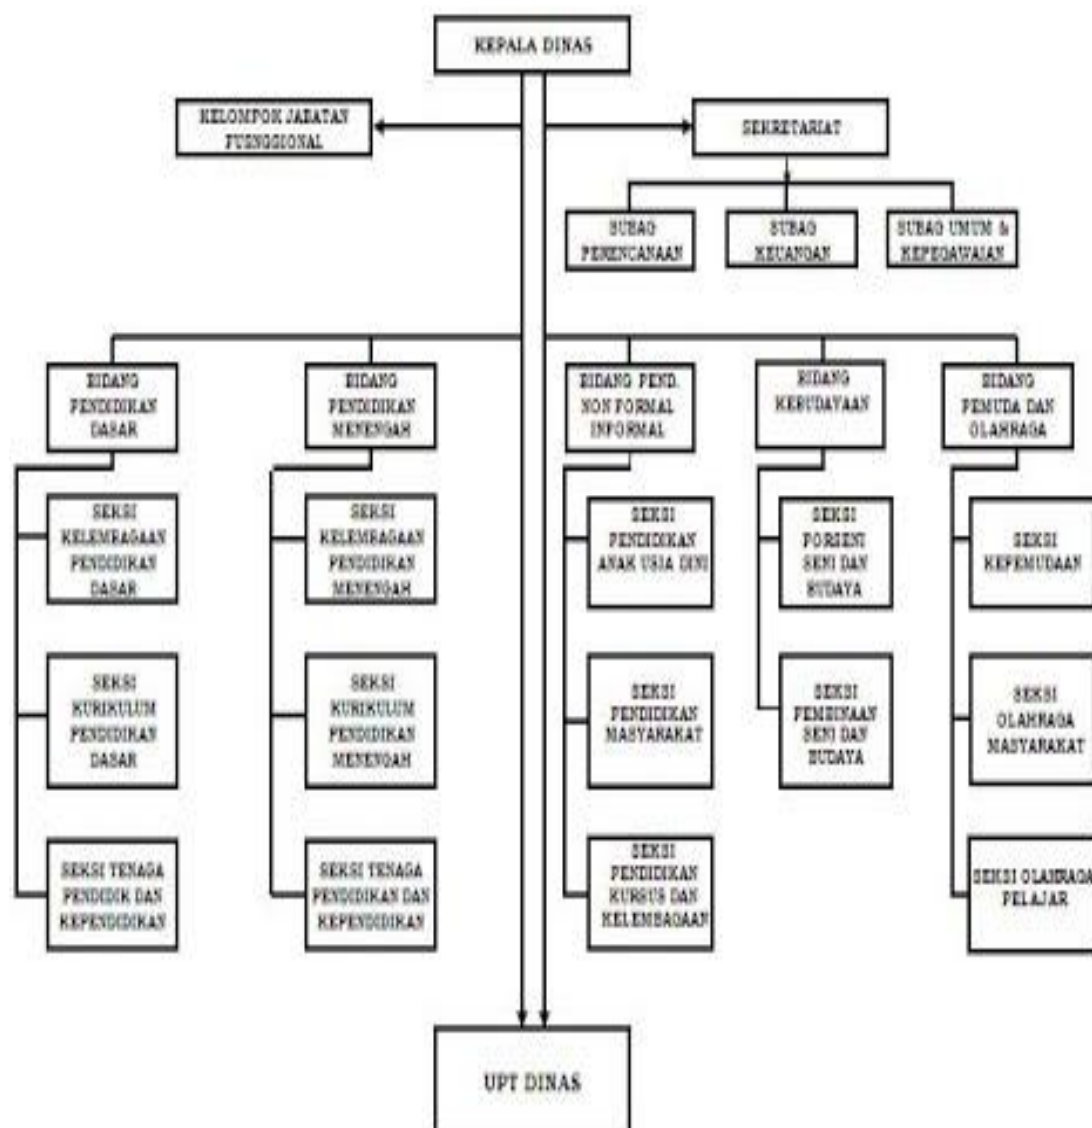 KEPALA DINAS
KELOMPOK JABATAN
FUSNGGIONAL
SEKRETARIAT
SUBAG
PERENCANAAN
SUBAG
KEUANGAN
SUBAG UMUM &
KEPEGAWAIAN
BIDANG
PENDIDIKAN
DASAR
BIDANG
PENDIDIKAN
MENENGAH
BIDANG PEND.
NON FORMAL
INFORMAL
BIDANG
KEBUDAYAAN
BIDANG
PEMUDA DAN
OLAHRAGA
SEKSI
KELEMBAGAAN
PENDIDIKAN
DASAR
SEKSI
KELEMBAGAAN
PENDIDIKAN
MENENGAH
SEKSI
PENDIDIKAN
ANAK USIA DINI
SEKSI
PORSENI
SENI DAN
BUDAYA
SEKSI
KEPEMUDAAN
SEKSI
KURIKULUM
PENDIDIKAN
DASAR
SEKSI
KURIKULUM
PENDIDIKAN
MENENGAH
SEKSI
PENDIDIKAN
MASYARAKAT
SEKSI
PEMBINAAN
SENI DAN
BUDAYA
SEKSI
OLAHRAGA
MASYARAKAT
SEKSI TENAGA
PENDIDIK DAN
KEPENDIDIKAN
SEKSI TENAGA
PENDIDIKAN DAN
KEPENDIDIKAN
SEKSI
PENDIDIKAN
KURSUS DAN
KELEMBAGAAN
SEKSI OLAHRAGA
PELAJAR
UPT DINAS